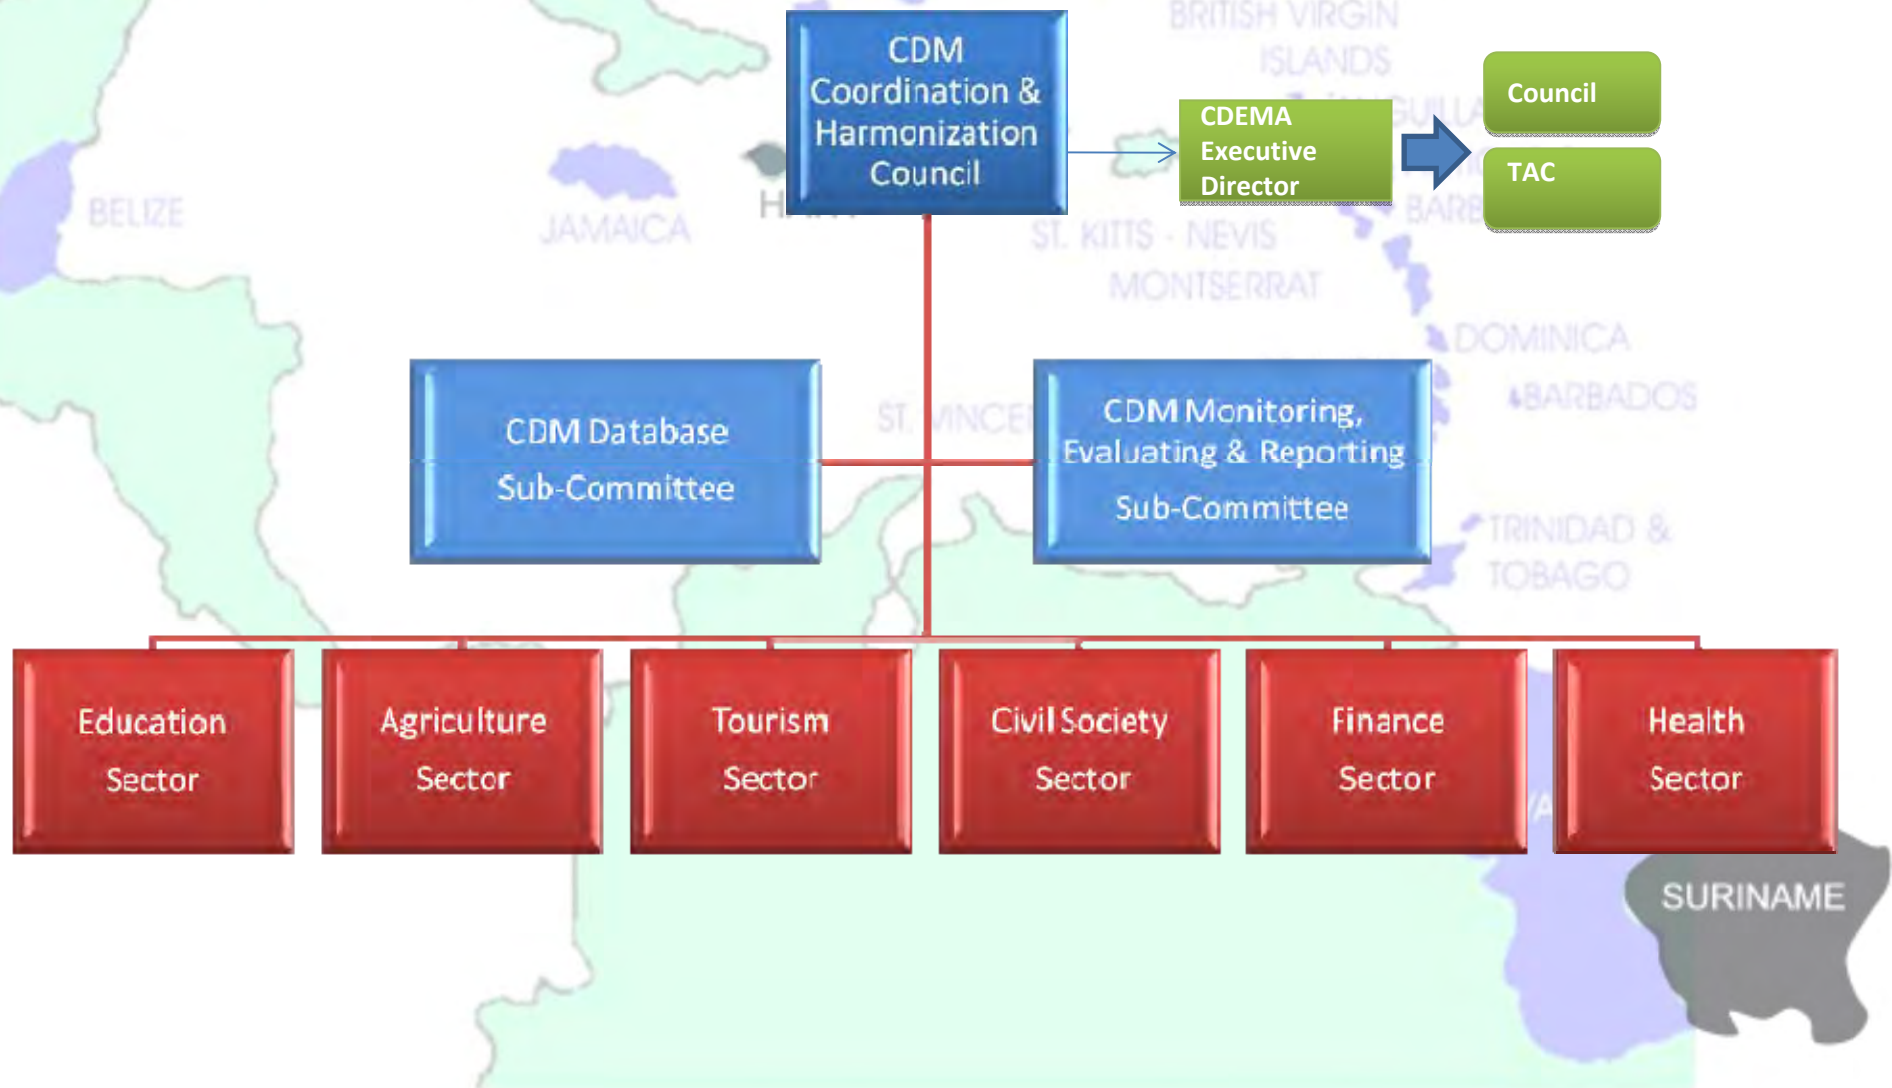 BRITISH VIRGIN
ISLANDS
CDM
Coordination &
Harmonization
Council
CDEMA
Executive
Director
Council
TAC
BELIZE
JAMAICA
ST. KITTS - NEVIS
MONTSERRAT
DOMINICA
BARBADOS
CDM Database
Sub-Committee
ST.
CDM Monitoring,
Evaluating & Reporting
Sub-Committee
TRINIDAD &
TOBAGO
Education
Sector
Agriculture
Sector
Tourism
Sector
Civil Society
Sector
Finance
Sector
Health
Sector
SURINAME